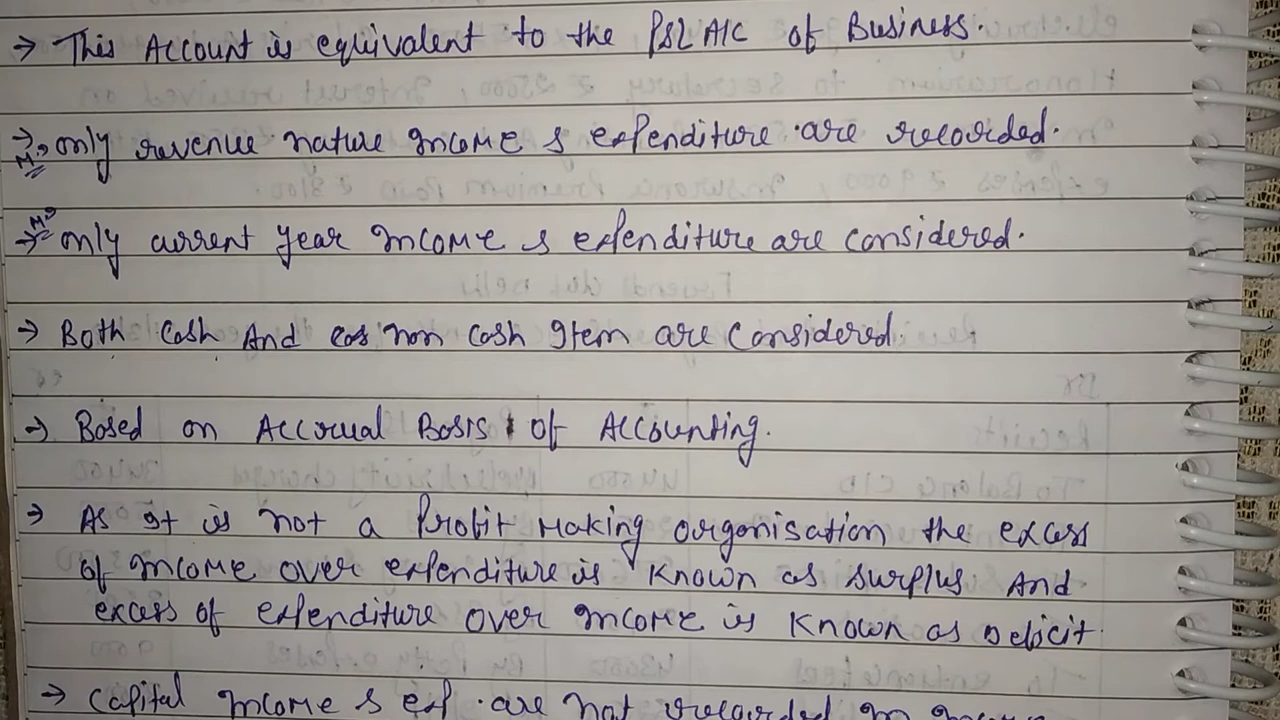 → This Account is equivalent to the P&L A/C of Business.
→ only revenue nature income & expenditure are recorded.
→ only current year income & expenditure are considered.
→ Both Cash And non cash Item are Considered.
→ Based on Accrual Basis of Accounting.
→ As It is not a Profit Making organisation the excess
of income over expenditure is known as surplus And
excess of expenditure over income is known as Deficit
→ Capital income & exp. are not recorded in